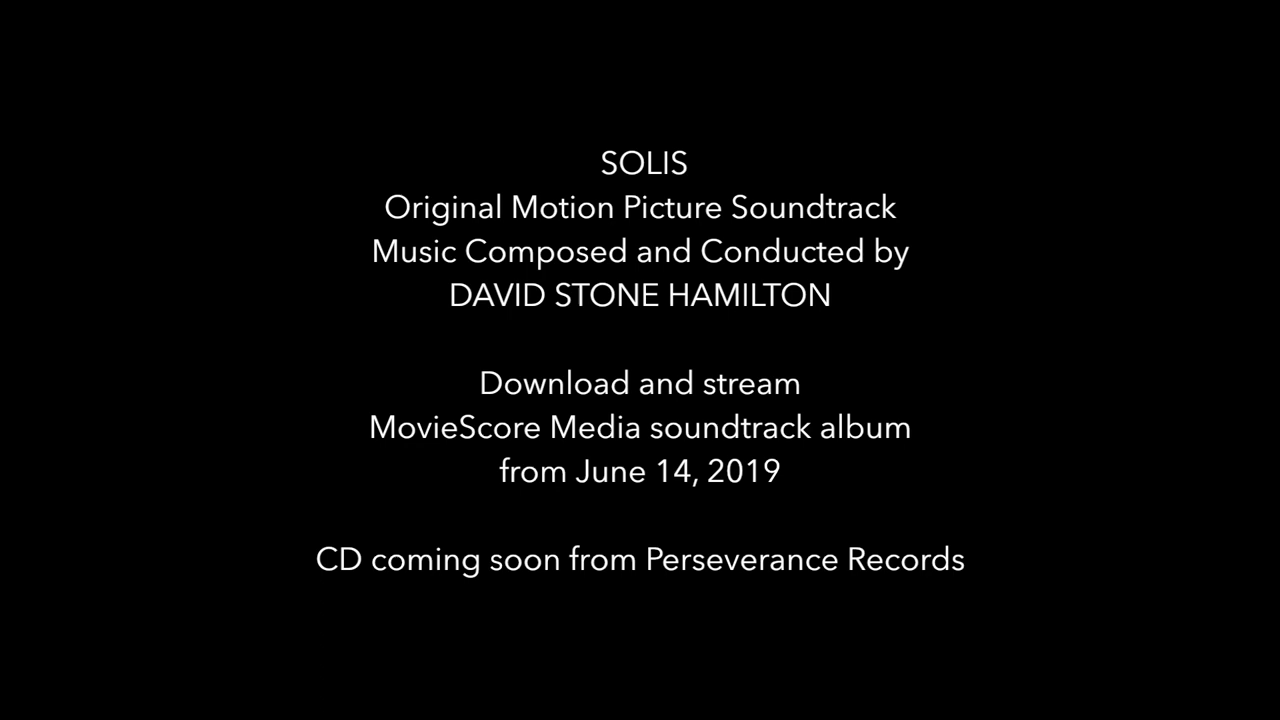 SOLIS
Original Motion Picture Soundtrack
Music Composed and Conducted by
DAVID STONE HAMILTON
Download and stream
MovieScore Media soundtrack album
from June 14, 2019
CD coming soon from Perseverance Records